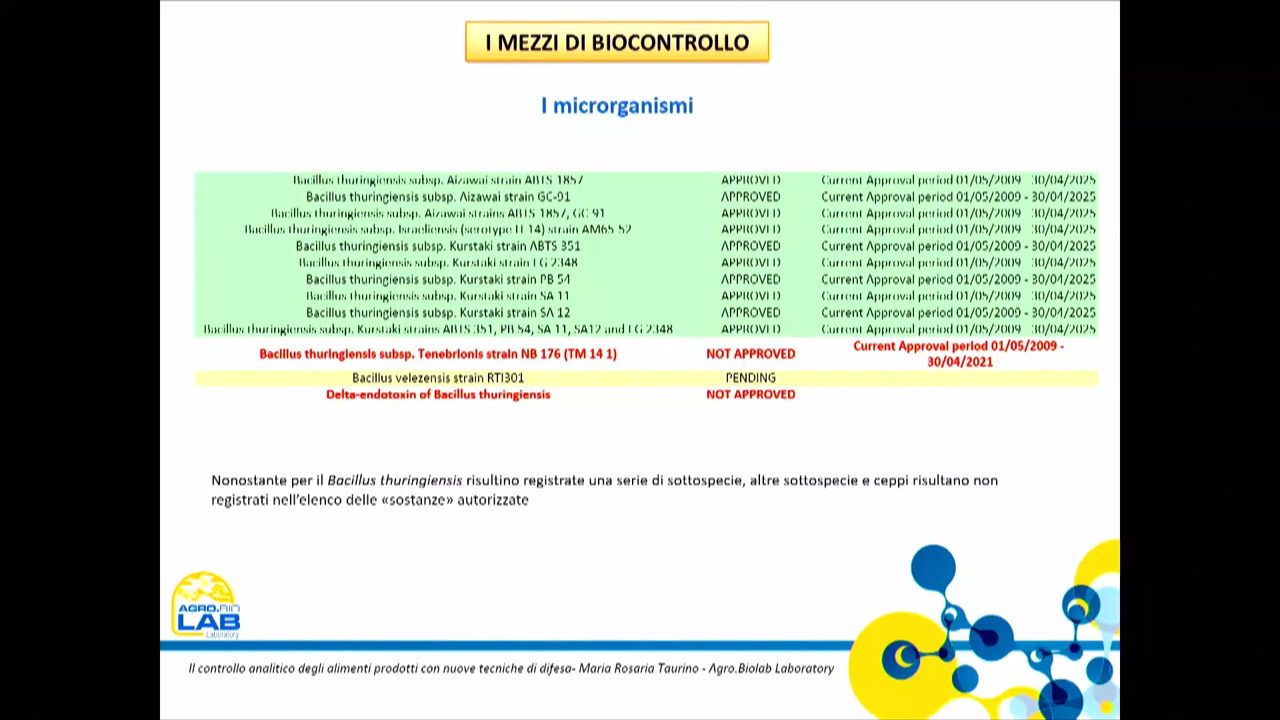 I MEZZI DI BIOCONTROLLO
I microrganismi
Bacillus thuringiensis subsp. Aizawai strain ABTS 1857 APPROVED Current Approval period 01/05/2009 30/04/2025
Bacillus thuringiensis subsp. Aizawai strain GC-91 APPROVED Current Approval period 01/05/2009 - 30/04/2025
Bacillus thuringiensis subsp. Aizawai strains ABTS 1857, GC 91 APPROVED Current Approval period 01/05/2009 30/04/2025
Bacillus thuringiensis subsp. Israeliensis (serotype H 14) strain AM65 52 APPROVED Current Approval period 01/05/2009 30/04/2025
Bacillus thuringiensis subsp. Kurstaki strain ABTS 351 APPROVED Current Approval period 01/05/2009 - 30/04/2025
Bacillus thuringiensis subsp. Kurstaki strain EG 2348 APPROVED Current Approval period 01/05/2009 30/04/2025
Bacillus thuringiensis subsp. Kurstaki strain PB 54 APPROVED Current Approval period 01/05/2009 - 30/04/2025
Bacillus thuringiensis subsp. Kurstaki strain SA 11 APPROVED Current Approval period 01/05/2009 30/04/2025
Bacillus thuringiensis subsp. Kurstaki strain SA 12 APPROVED Current Approval period 01/05/2009 - 30/04/2025
Bacillus thuringiensis subsp. Kurstaki strains ABTS 351, PB 54, SA 11, SA12 and EG 2348 APPROVED Current Approval period 01/05/2009 30/04/2025
Bacillus thuringiensis subsp. Tenebrionis strain NB 176 (TM 14 1) NOT APPROVED Current Approval period 01/05/2009 -
30/04/2021
Bacillus velezensis strain RTI301 PENDING
Delta-endotoxin of Bacillus thuringiensis NOT APPROVED
Nonostante per il Bacillus thuringiensis risultino registrate una serie di sottospecie, altre sottospecie e ceppi risultano non
registrati nell'elenco delle «sostanze» autorizzate
AGRO.BIO
LAB
Laboratory
Il controllo analitico degli alimenti prodotti con nuove tecniche di difesa- Maria Rosaria Taurino - Agro.Biolab Laboratory